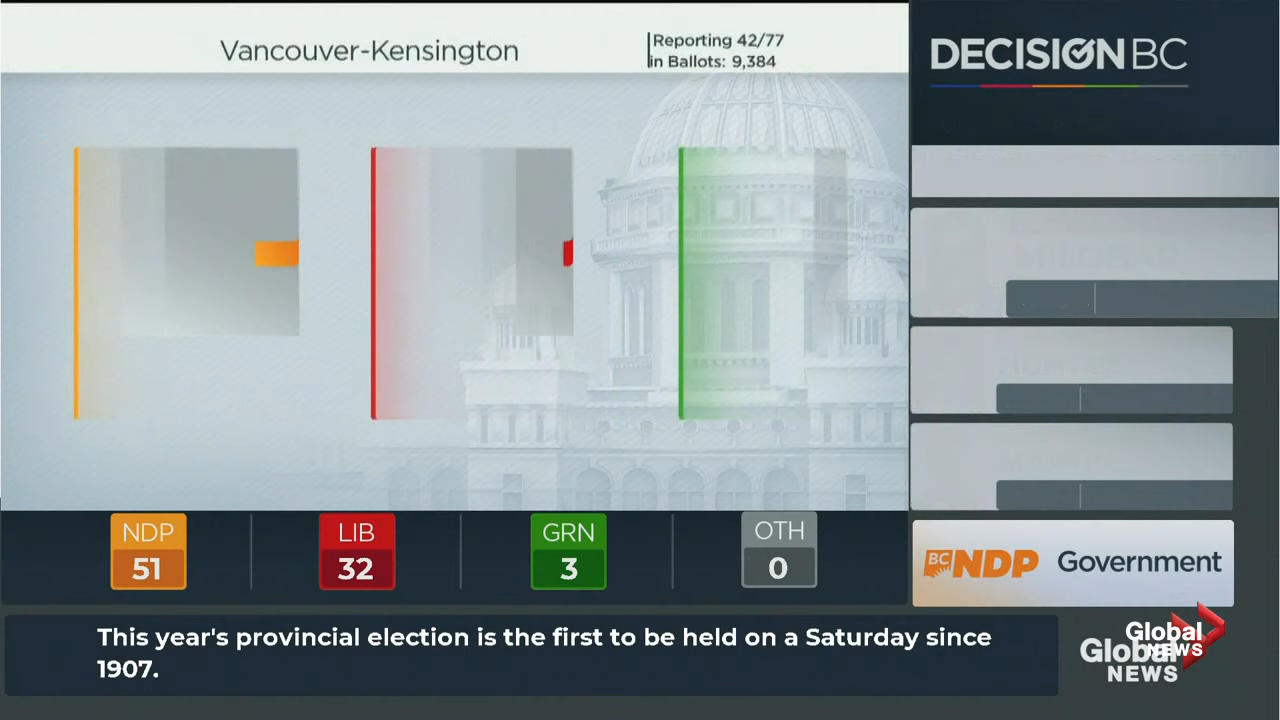 Vancouver-Kensington
Reporting 42/77
in Ballots: 9,384
DECISION BC
NDP
51
LIB
32
GRN
3
OTH
0
BC NDP Government
This year's provincial election is the first to be held on a Saturday since
1907.
Global
NEWS
Global
NEWS